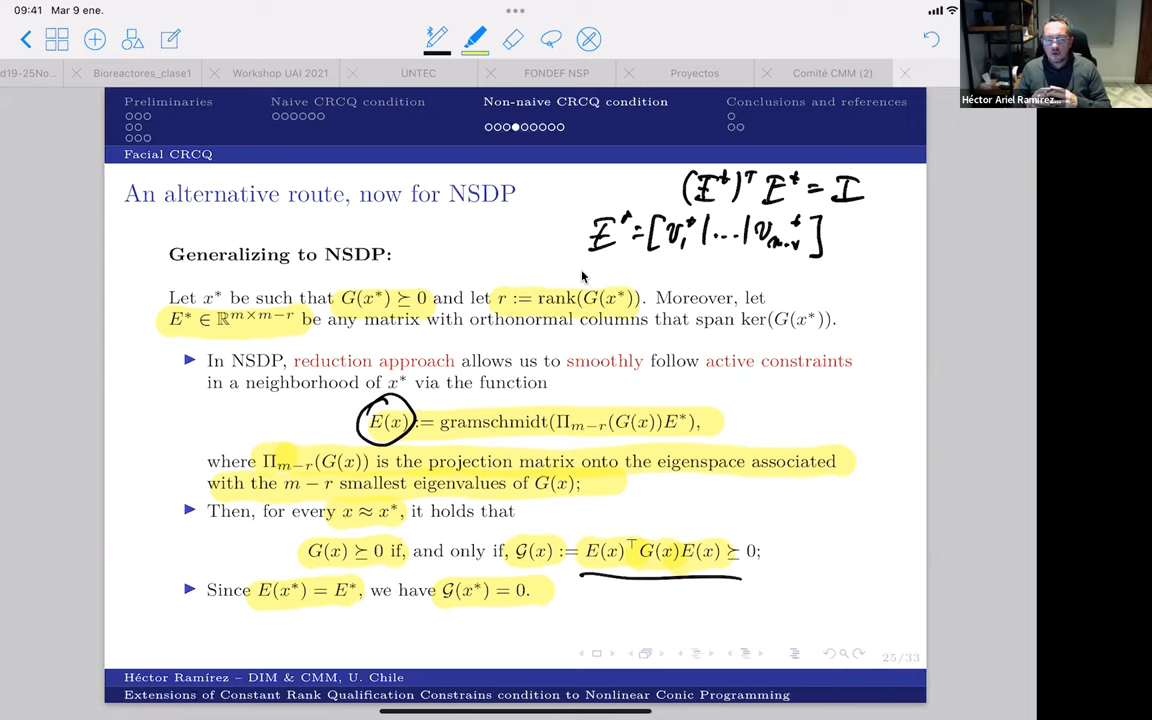 09:41 Mar 9 ene.
d19-25No... Bioreactores_clase1 Workshop UAI 2021 UNTEC FONDEF NSP Proyectos Comité CMM (2)
Héctor Ariel Ramírez...
Preliminaries Naive CRCQ condition Non-naive CRCQ condition Conclusions and references
Facial CRCQ
An alternative route, now for NSDP
(E*)ᵀ E* = I
E* = [v₁* | ... | v*ₘ₋ᵣ]
Generalizing to NSDP:
Let x* be such that G(x*) ⪰ 0 and let r := rank(G(x*)). Moreover, let
E* ∈ ℝ^{m×m−r} be any matrix with orthonormal columns that span ker(G(x*)).
▶ In NSDP, reduction approach allows us to smoothly follow active constraints
in a neighborhood of x* via the function
E(x) := gramschmidt(Πₘ₋ᵣ(G(x))E*),
where Πₘ₋ᵣ(G(x)) is the projection matrix onto the eigenspace associated
with the m − r smallest eigenvalues of G(x);
▶ Then, for every x ≈ x*, it holds that
G(x) ⪰ 0 if, and only if, 𝒢(x) := E(x)⊤G(x)E(x) ⪰ 0;
▶ Since E(x*) = E*, we have 𝒢(x*) = 0.
25/33
Héctor Ramírez – DIM & CMM, U. Chile
Extensions of Constant Rank Qualification Constrains condition to Nonlinear Conic Programming